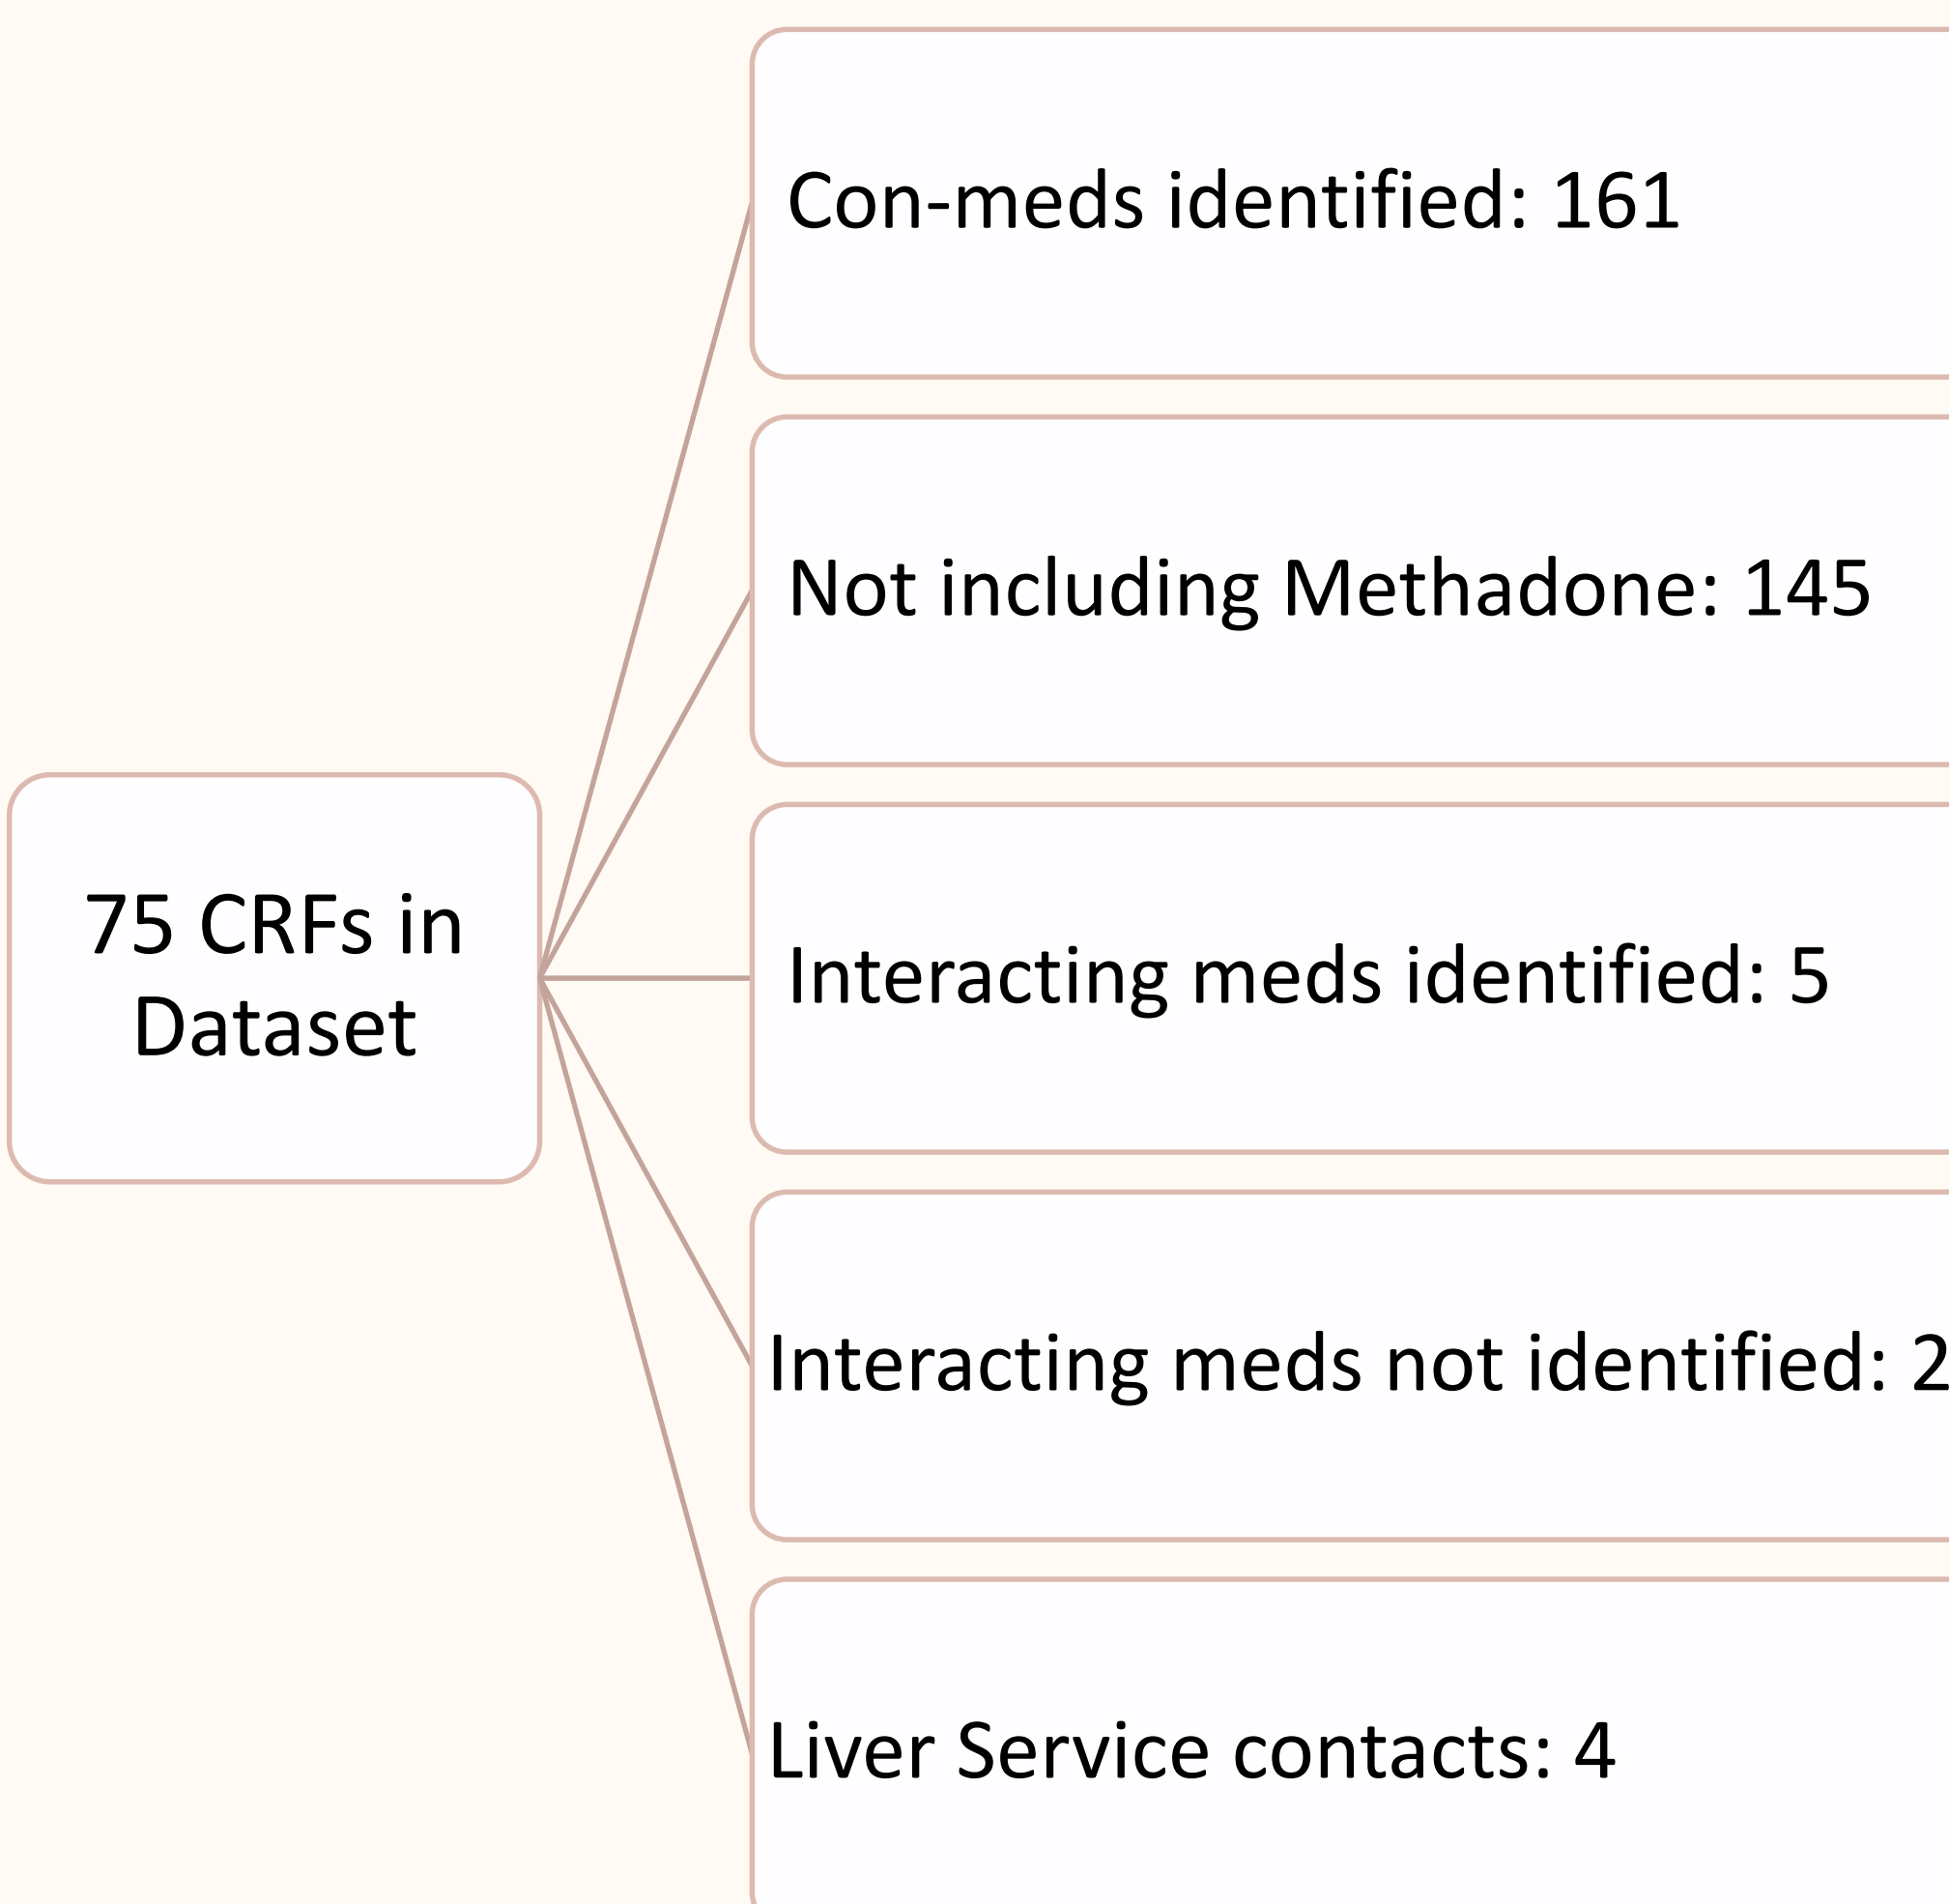 Con-meds identified: 161
Not including Methadone: 145
75 CRFs in
Dataset
Interacting meds identified: 5
Interacting meds not identified: 2
Liver Service contacts: 4